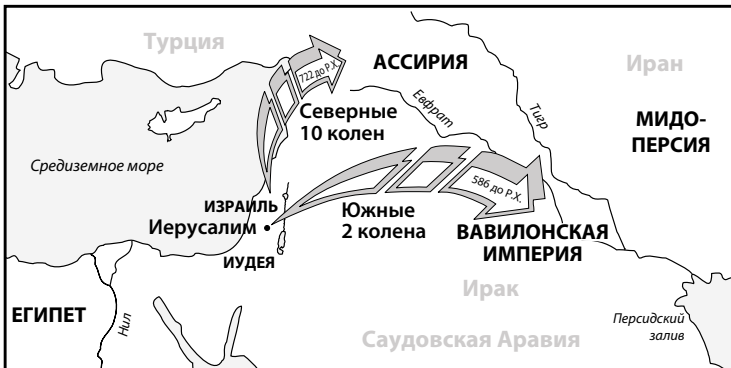 Турция
722 до Р.Х.
АССИРИЯ
Иран
Евфрат
Тигр
Северные
10 колен
МИДО-
ПЕРСИЯ
Средиземное море
586 до Р.Х.
ИЗРАИЛЬ
Иерусалим
Южные
2 колена
ВАВИЛОНСКАЯ
ИМПЕРИЯ
ИУДЕЯ
Ирак
ЕГИПЕТ
Нил
Саудовская Аравия
Персидский
залив